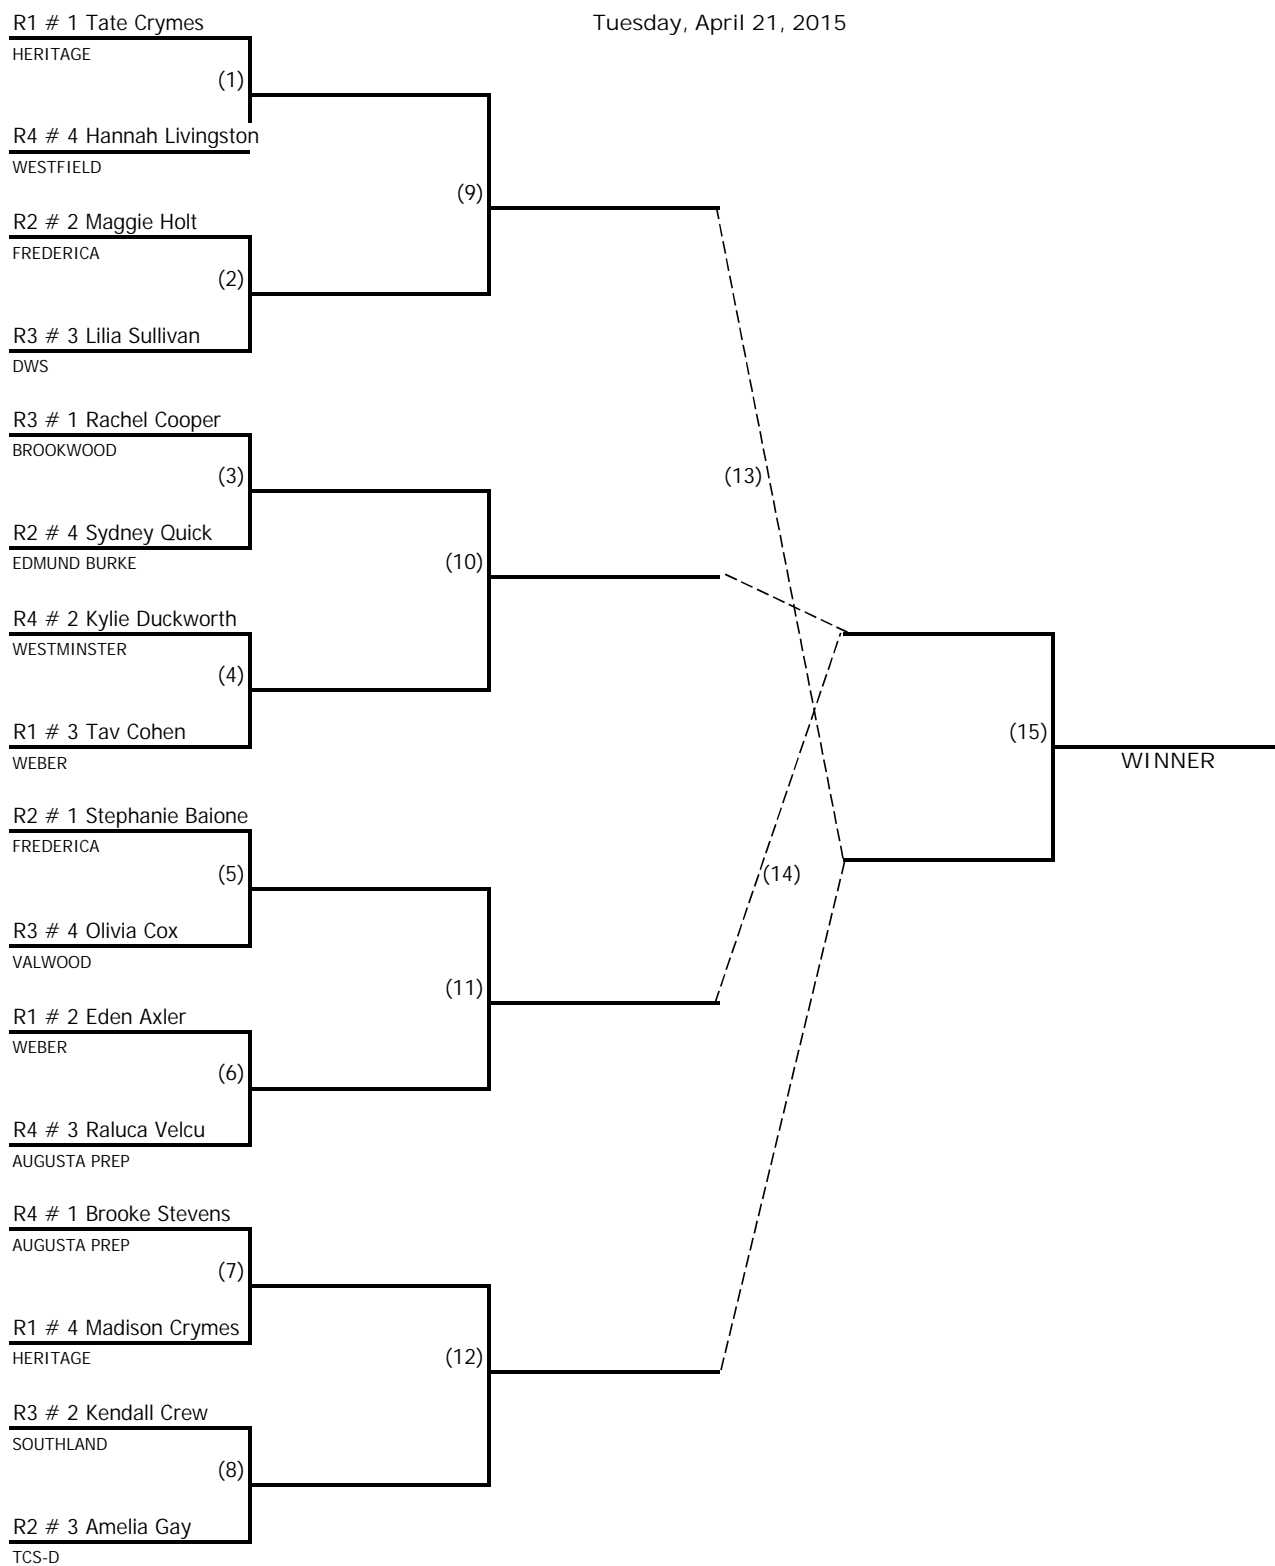 R1 # 1 Tate Crymes
Tuesday, April 21, 2015
HERITAGE
(1)
R4 # 4 Hannah Livingston
WESTFIELD
(9)
R2 # 2 Maggie Holt
FREDERICA
(2)
R3 # 3 Lilia Sullivan
DWS
R3 # 1 Rachel Cooper
BROOKWOOD
(3)
(13)
R2 # 4 Sydney Quick
EDMUND BURKE
(10)
R4 # 2 Kylie Duckworth
WESTMINSTER
(4)
R1 # 3 Tav Cohen
WEBER
(15)
WINNER
R2 # 1 Stephanie Baione
FREDERICA
(5)
(14)
R3 # 4 Olivia Cox
VALWOOD
(11)
R1 # 2 Eden Axler
WEBER
(6)
R4 # 3 Raluca Velcu
AUGUSTA PREP
R4 # 1 Brooke Stevens
AUGUSTA PREP
(7)
R1 # 4 Madison Crymes
HERITAGE
(12)
R3 # 2 Kendall Crew
SOUTHLAND
(8)
R2 # 3 Amelia Gay
TCS-D